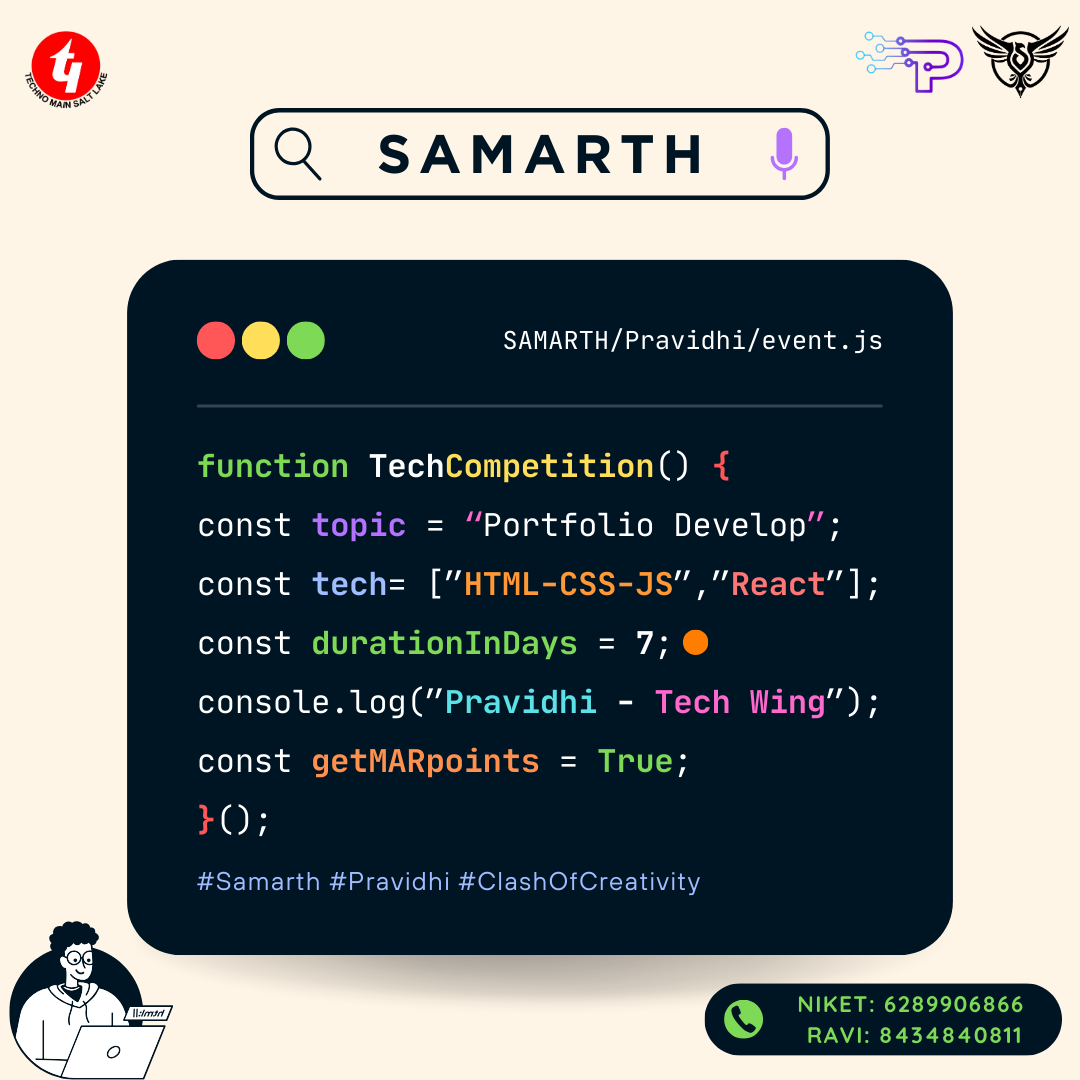 TECHNO MAIN SALT LAKE
SAMARTH
SAMARTH/Pravidhi/event.js
function TechCompetition() {
const topic = “Portfolio Develop”;
const tech= [”HTML-CSS-JS”,”React”];
const durationInDays = 7;
console.log(”Pravidhi - Tech Wing”);
const getMARpoints = True;
}();
#Samarth #Pravidhi #ClashOfCreativity
NIKET: 6289906866
RAVI: 8434840811